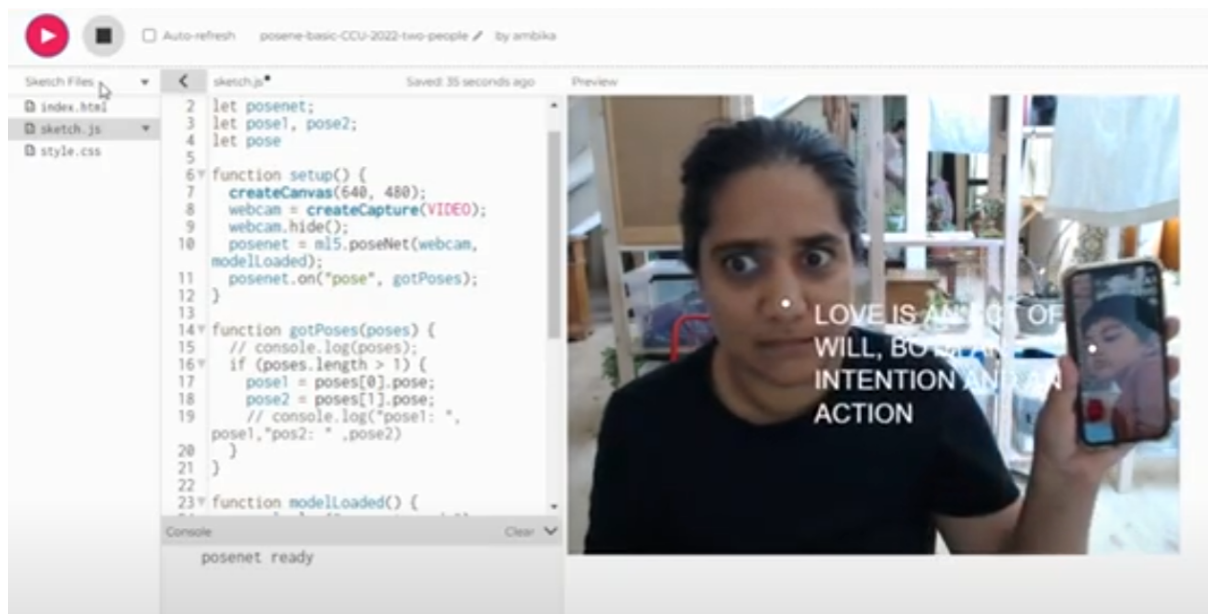 Auto-refresh posene-basic-CCU-2022-two-people by ambika
Sketch Files
index.html
sketch.js
style.css
sketch.js Saved: 35 seconds ago Preview
2 let posenet;
3 let pose1, pose2;
4 let pose
5
6 function setup() {
7 createCanvas(640, 480);
8 webcam = createCapture(VIDEO);
9 webcam.hide();
10 posenet = ml5.poseNet(webcam,
modelLoaded);
11 posenet.on("pose", gotPoses);
12 }
13
14 function gotPoses(poses) {
15 // console.log(poses);
16 if (poses.length > 1) {
17 pose1 = poses[0].pose;
18 pose2 = poses[1].pose;
19 // console.log("pose1: ",
pose1,"pos2: " ,pose2)
20 }
21 }
22
23 function modelLoaded() {
Console Clear
posenet ready
LOVE IS AN ACT OF
WILL, BOTH AN
INTENTION AND AN
ACTION